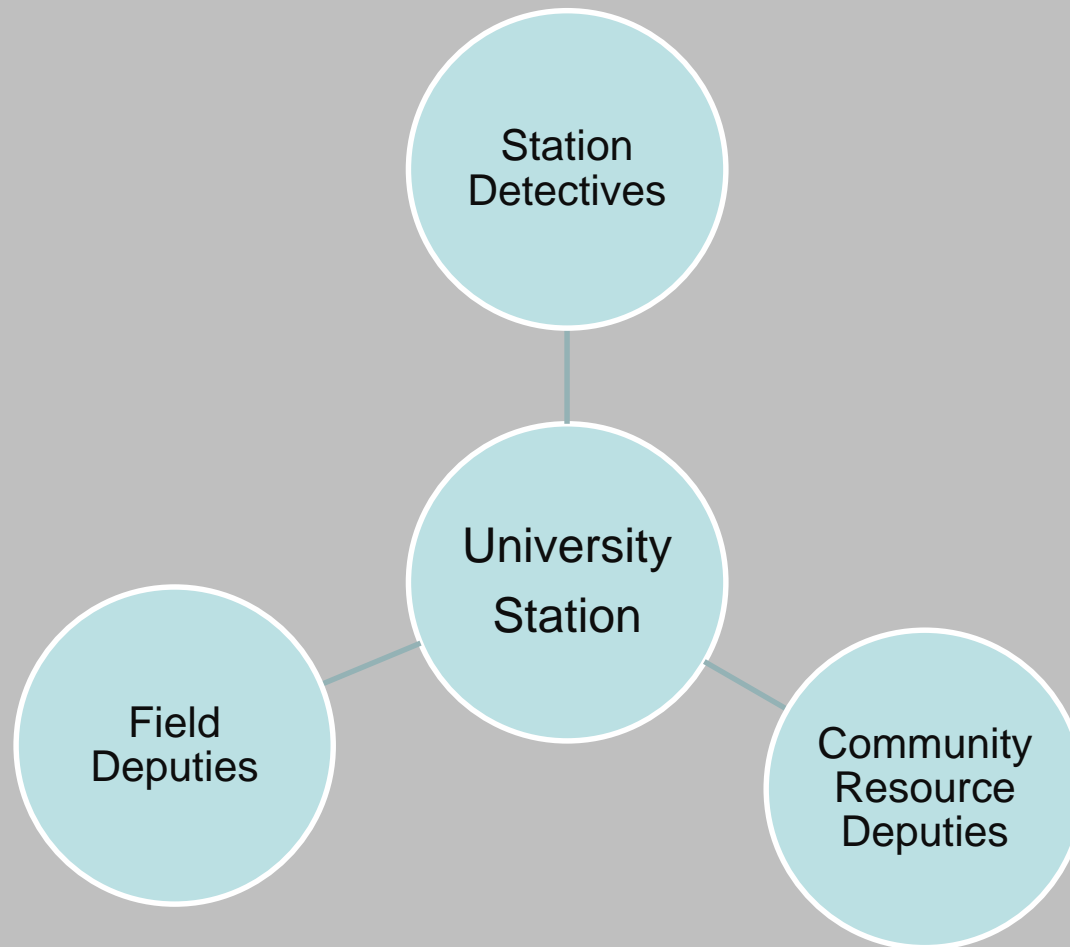 Station
Detectives
University
Station
Field
Deputies
Community
Resource
Deputies